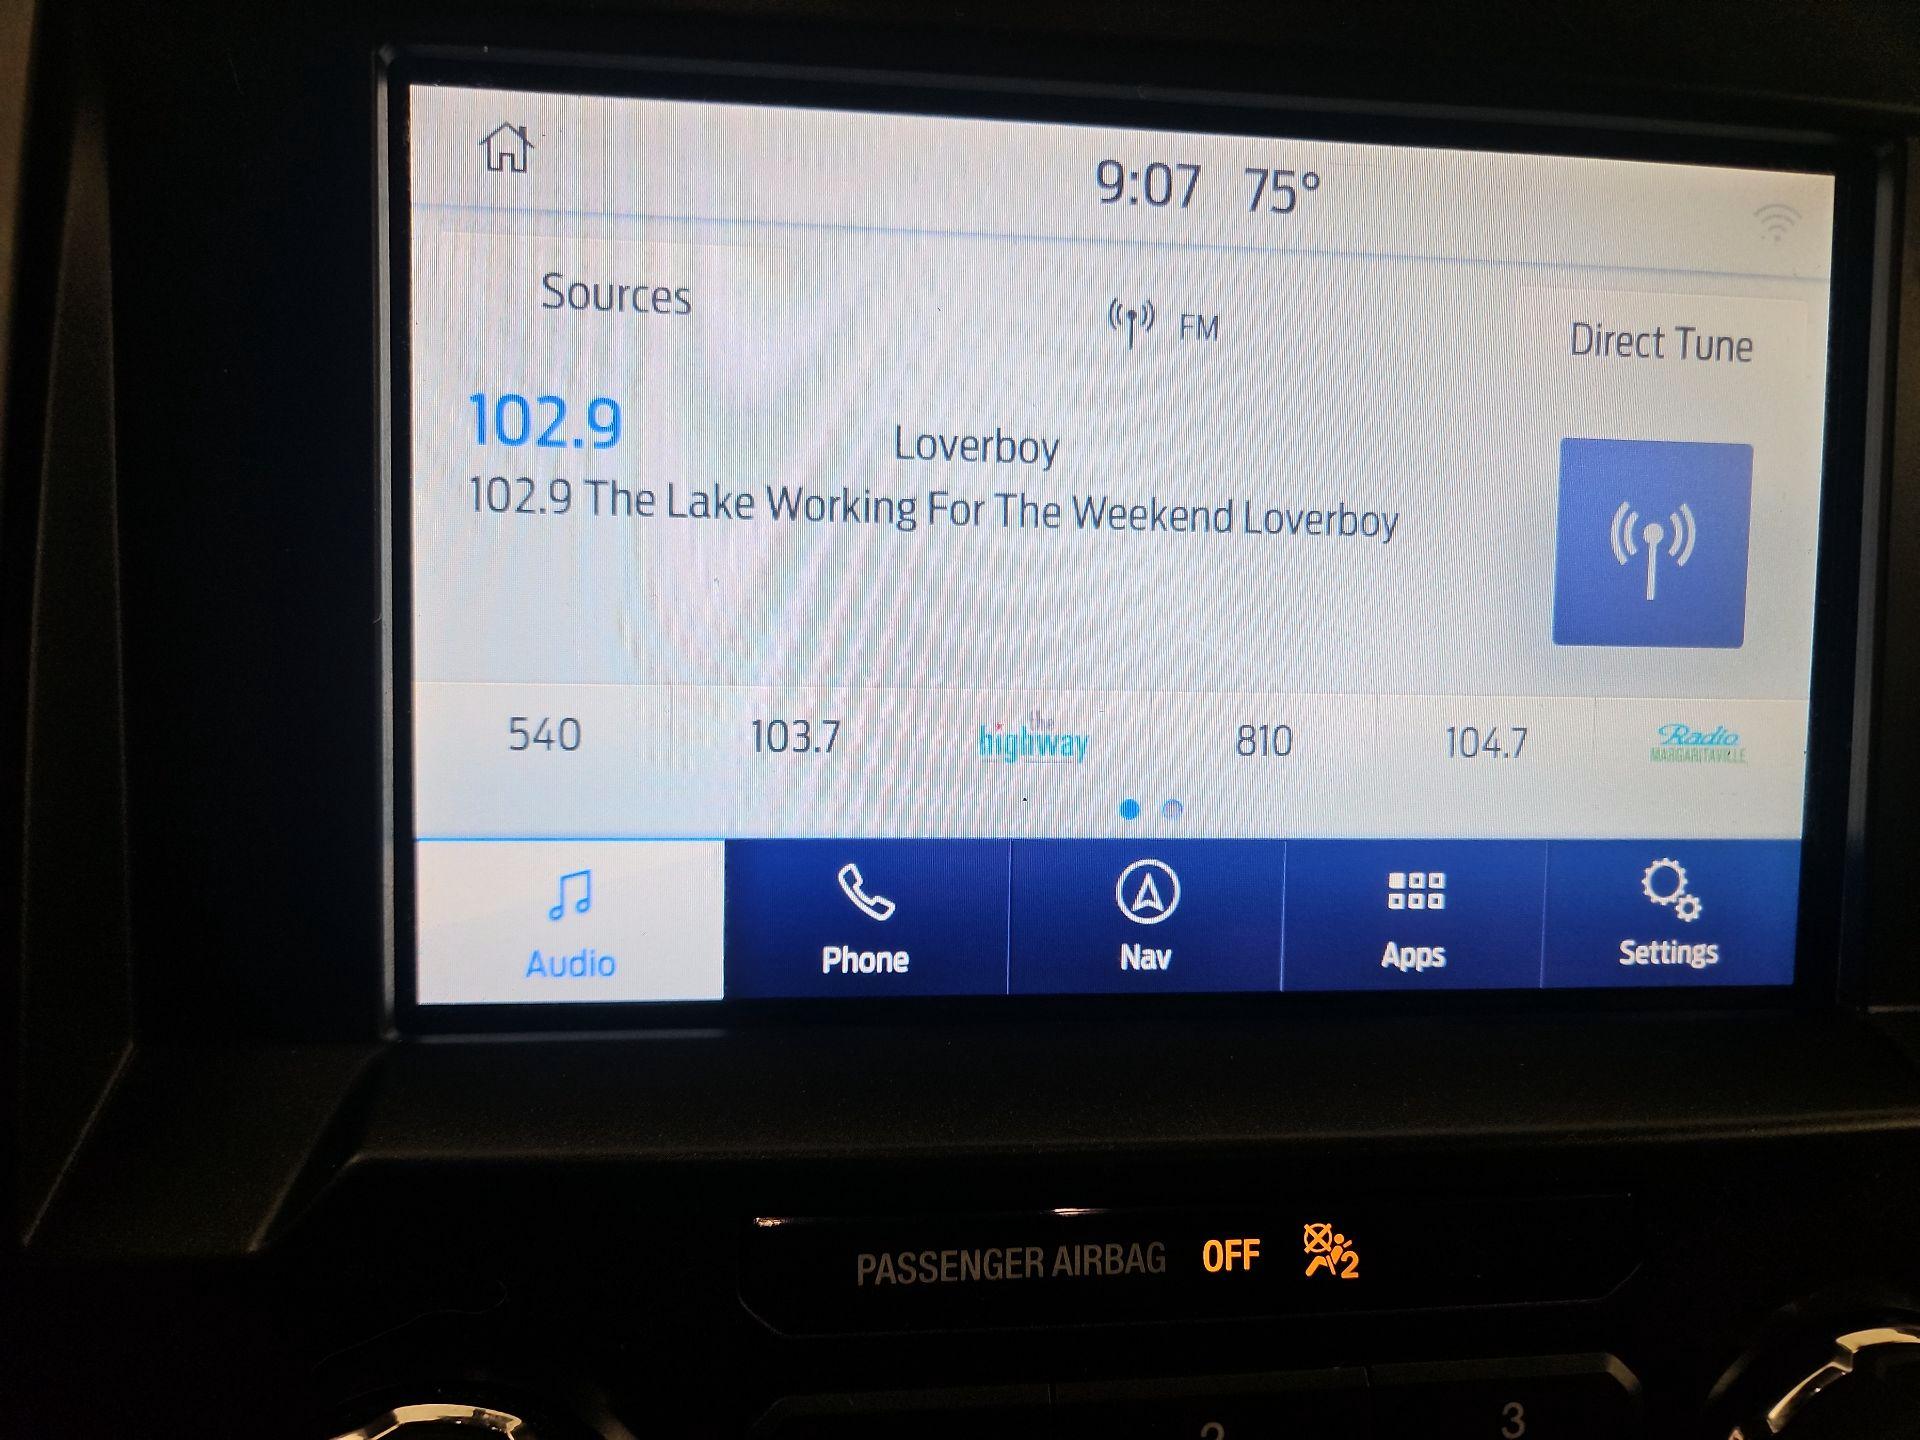 9:07 75°
Sources
FM
Direct Tune
102.9
Loverboy
102.9 The Lake Working For The Weekend Loverboy
540
103.7
the
highway
810
104.7
Radio
MARGARITAVILLE
Audio
Phone
Nav
Apps
Settings
PASSENGER AIRBAG OFF 2
2
3